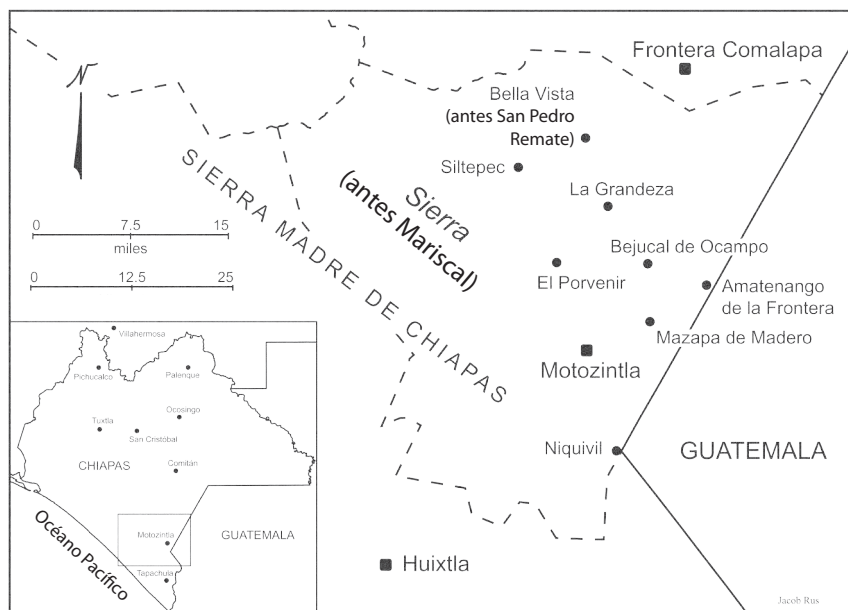 N
Frontera Comalapa
Bella Vista
(antes San Pedro
Remate)
Siltepec
La Grandeza
SIERRA MADRE DE CHIAPAS
Sierra
(antes Mariscal)
0 7.5 15
miles
0 12.5 25
Bejucal de Ocampo
El Porvenir
Amatenango
de la Frontera
Mazapa de Madero
Motozintla
Niquivil
GUATEMALA
Huixtla
Villahermosa
Pichucalco
Palenque
Tuxtla
Ocosingo
San Cristóbal
CHIAPAS
Comitán
Océano Pacífico
Motozintla
GUATEMALA
Tapachula
Jacob Rus